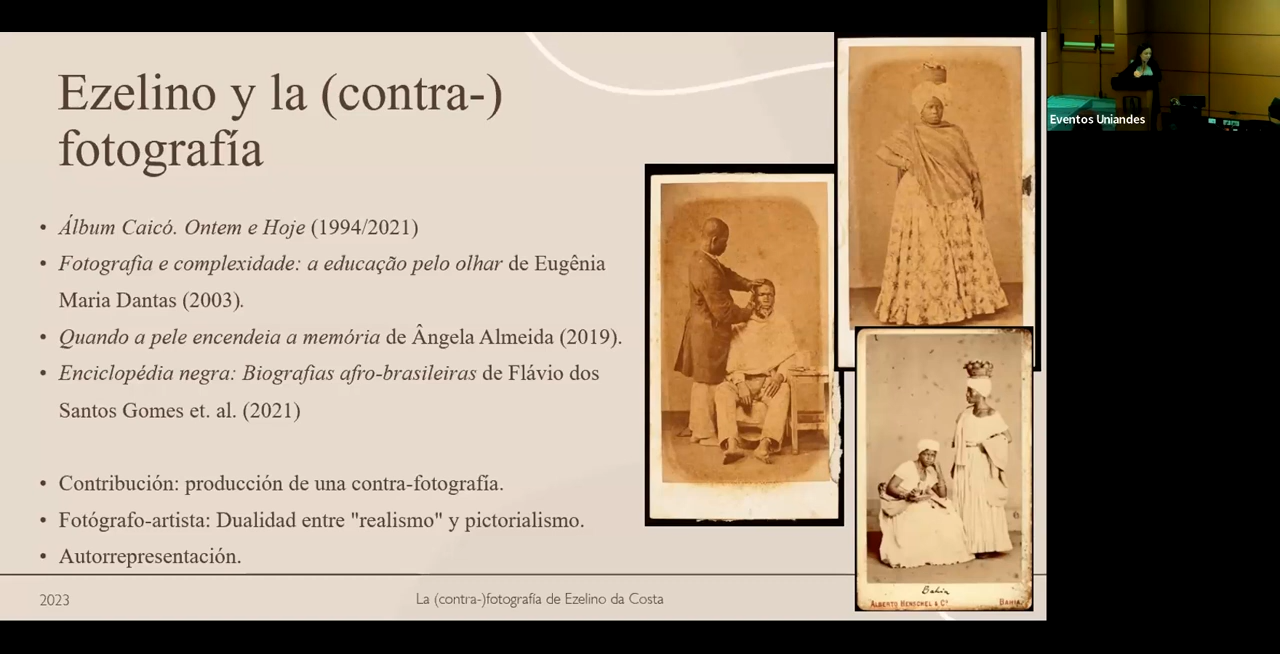 Ezelino y la (contra-)
fotografía
• Álbum Caicó. Ontem e Hoje (1994/2021)
• Fotografia e complexidade: a educação pelo olhar de Eugênia
Maria Dantas (2003).
• Quando a pele encendeia a memória de Ângela Almeida (2019).
• Enciclopédia negra: Biografias afro-brasileiras de Flávio dos
Santos Gomes et. al. (2021)
• Contribución: producción de una contra-fotografía.
• Fotógrafo-artista: Dualidad entre "realismo" y pictorialismo.
• Autorrepresentación.
2023
La (contra-)fotografía de Ezelino da Costa
Bahia
ALBERTO HENSCHEL & Cº BAHIA
Eventos Uniandes